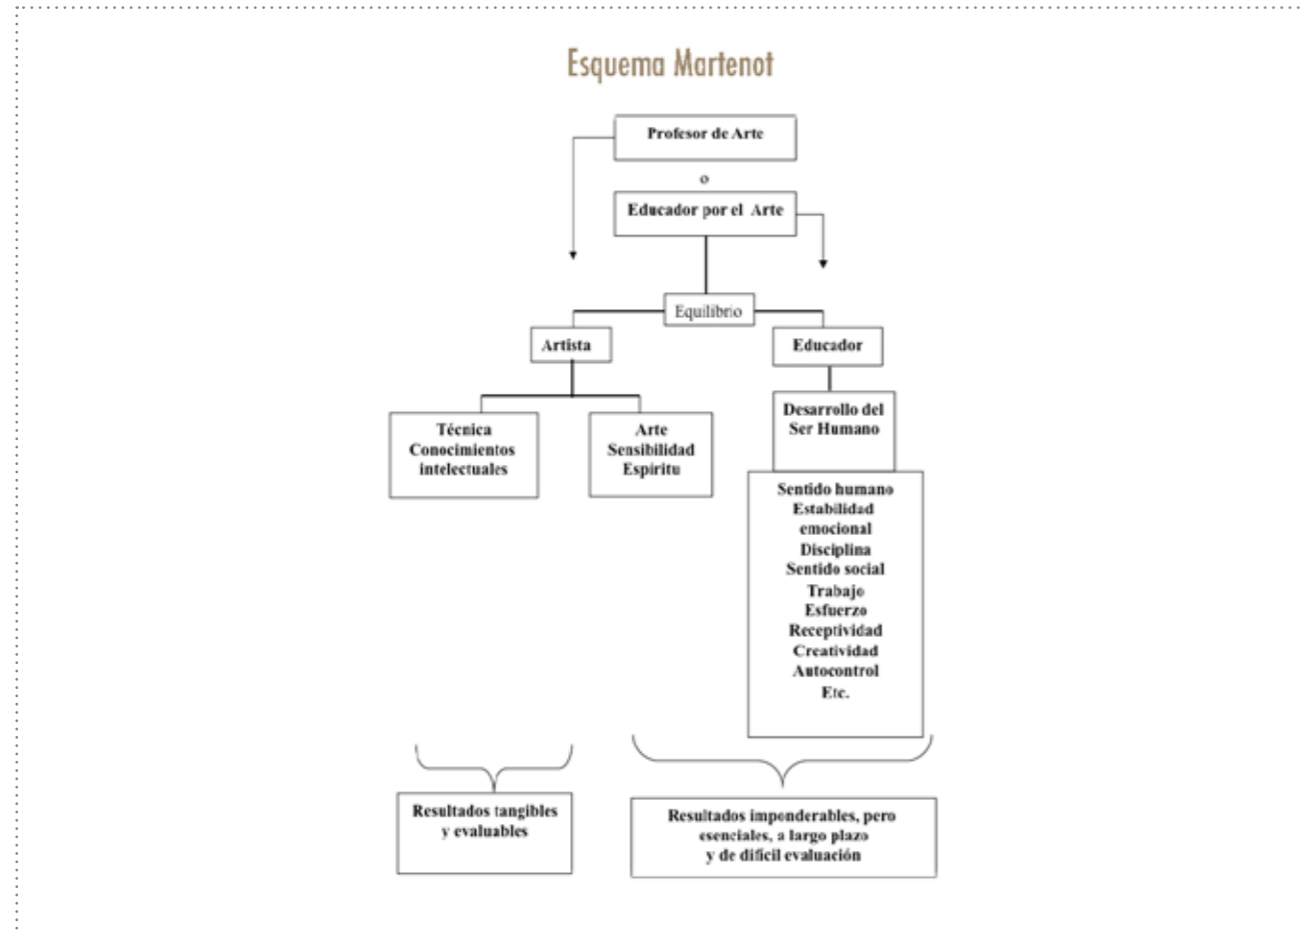 Esquema Martenot
Profesor de Arte
o
Educador por el Arte
Equilibrio
Artista
Educador
Técnica
Conocimientos
intelectuales
Arte
Sensibilidad
Espíritu
Desarrollo del
Ser Humano
Sentido humano
Estabilidad
emocional
Disciplina
Sentido social
Trabajo
Esfuerzo
Receptividad
Creatividad
Autocontrol
Etc.
Resultados tangibles
y evaluables
Resultados imponderables, pero
esenciales, a largo plazo
y de difícil evaluación